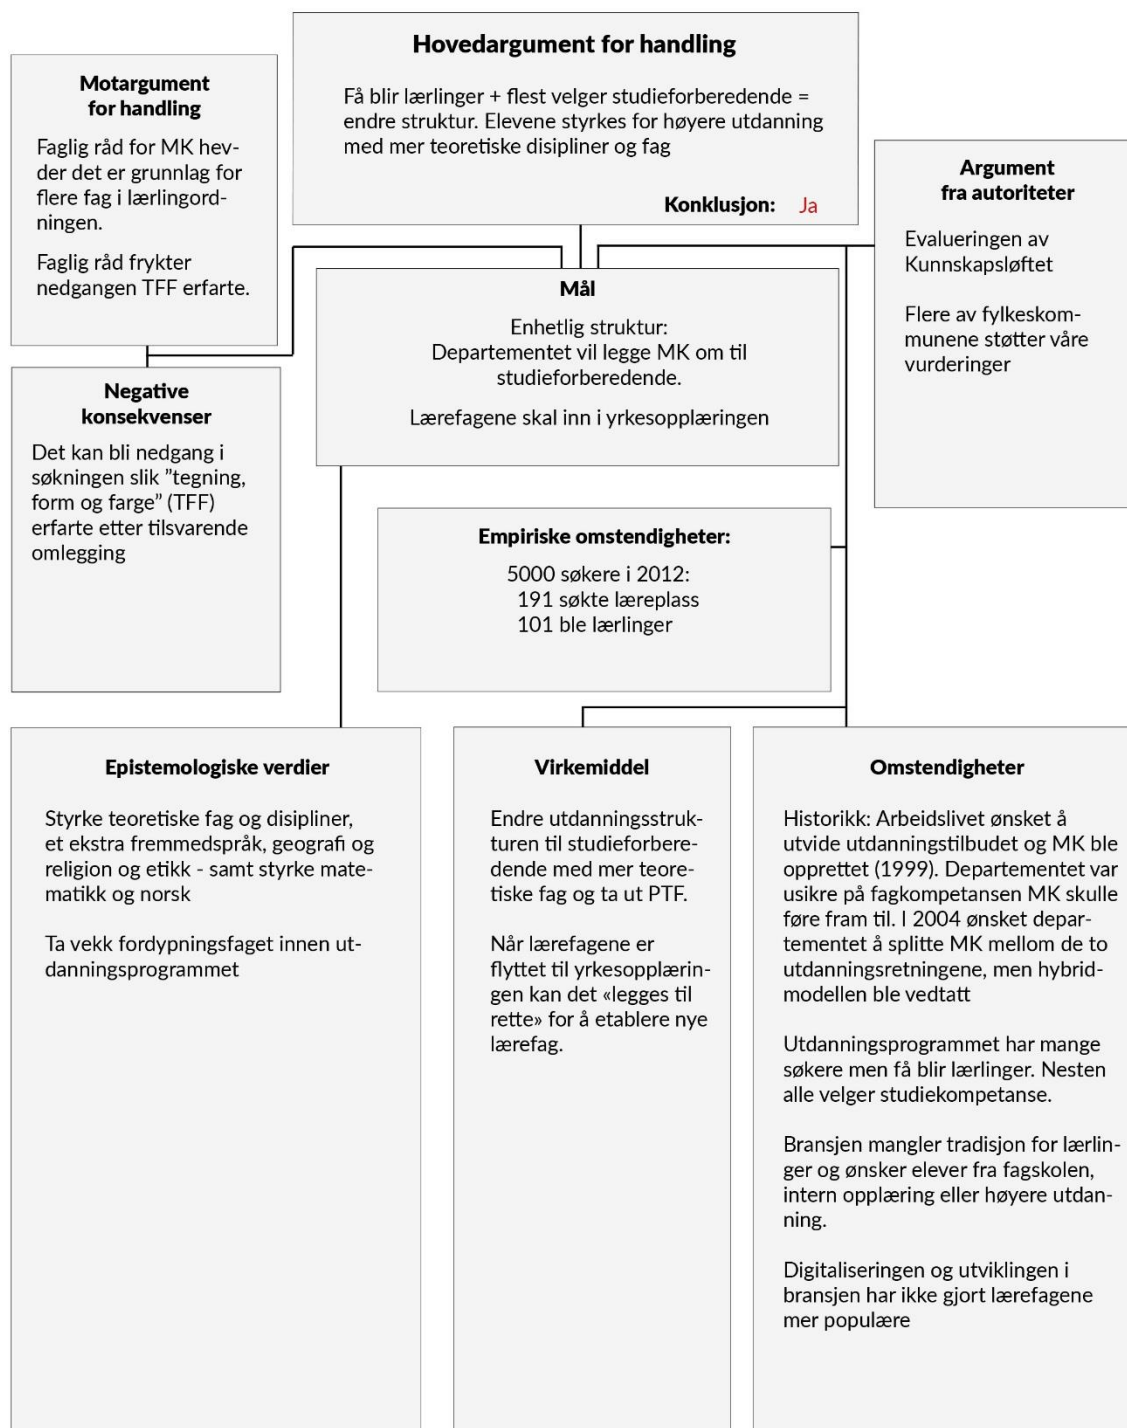 Hovedargument for handling
Få blir lærlinger + flest velger studieforberedende =
endre struktur. Elevene styrkes for høyere utdanning
med mer teoretiske disipliner og fag
Konklusjon: Ja
Motargument
for handling
Faglig råd for MK hev-
der det er grunnlag for
flere fag i lærlingord-
ningen.
Faglig råd frykter
nedgangen TFF erfarte.
Argument
fra autoriteter
Evalueringen av
Kunnskapsløftet
Flere av fylkeskom-
munene støtter våre
vurderinger
Mål
Enhetlig struktur:
Departementet vil legge MK om til
studieforberedende.
Lærefagene skal inn i yrkesopplæringen
Negative
konsekvenser
Det kan bli nedgang i
søkningen slik ”tegning,
form og farge” (TFF)
erfarte etter tilsvarende
omlegging
Empiriske omstendigheter:
5000 søkere i 2012:
191 søkte læreplass
101 ble lærlinger
Epistemologiske verdier
Styrke teoretiske fag og disipliner,
et ekstra fremmedspråk, geografi og
religion og etikk - samt styrke mate-
matikk og norsk
Ta vekk fordypningsfaget innen ut-
danningsprogrammet
Virkemiddel
Endre utdanningsstruk-
turen til studieforbere-
dende med mer teore-
tiske fag og ta ut PTF.
Når lærefagene er
flyttet til yrkesopplærin-
gen kan det «legges til
rette» for å etablere nye
lærefag.
Omstendigheter
Historikk: Arbeidslivet ønsket å
utvide utdanningstilbudet og MK ble
opprettet (1999). Departementet var
usikre på fagkompetansen MK skulle
føre fram til. I 2004 ønsket depar-
tementet å splitte MK mellom de to
utdanningsretningene, men hybrid-
modellen ble vedtatt
Utdanningsprogrammet har mange
søkere men få blir lærlinger. Nesten
alle velger studiekompetanse.
Bransjen mangler tradisjon for lærlin-
ger og ønsker elever fra fagskolen,
intern opplæring eller høyere utdan-
ning.
Digitaliseringen og utviklingen i
bransjen har ikke gjort lærefagene
mer populære